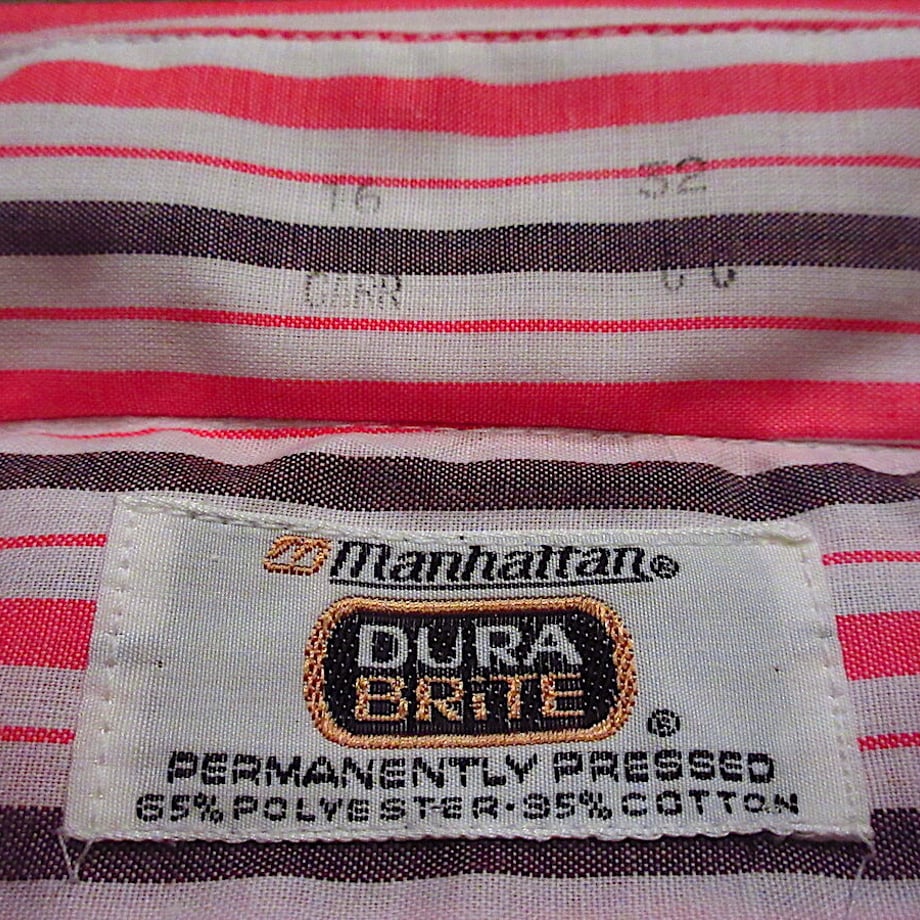 16 32
manhattan®
DURA
BRiTE
®
PERMANENTLY PRESSED
65% POLYESTER·35% COTTON